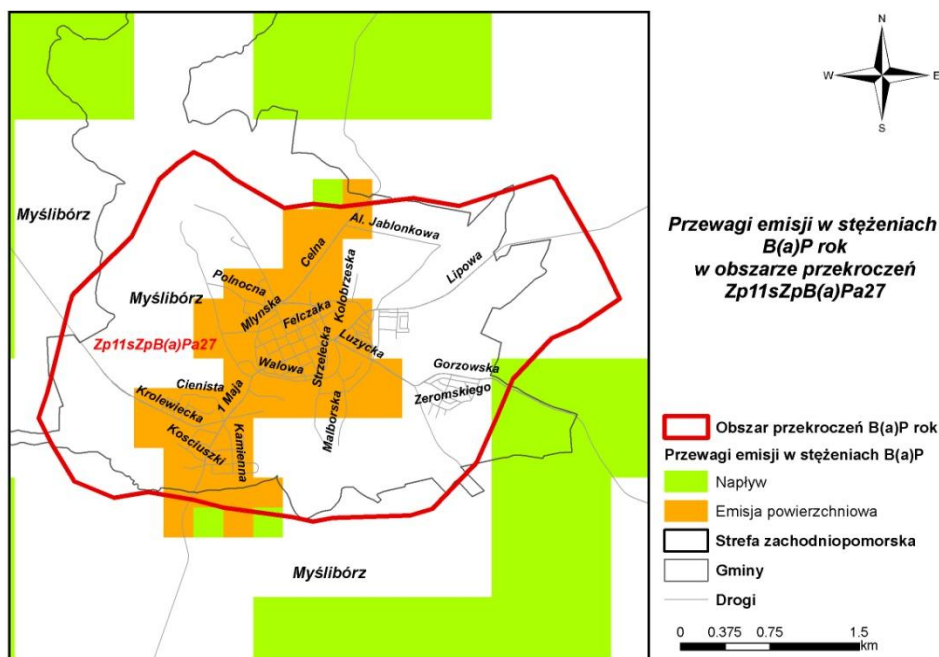 N
W
E
S
Przewagi emisji w stężeniach
B(a)P rok
w obszarze przekroczeń
Zp11sZpB(a)Pa27
Myślibórz
Al. Jablonkowa
Celna
Lipowa
Kolobrzeska
Polnocna
Myślibórz
Mlynska
Felczaka
Zp11sZpB(a)Pa27
Luzycka
Strzelecka
Walowa
Gorzowska
Cienista
1 Maja
Zeromskiego
Krolewiecka
Malborska
Kosciuszki
Kamienna
Myślibórz
Obszar przekroczeń B(a)P rok
Przewagi emisji w stężeniach B(a)P
Napływ
Emisja powierzchniowa
Strefa zachodniopomorska
Gminy
Drogi
0 0.375 0.75 1.5
km